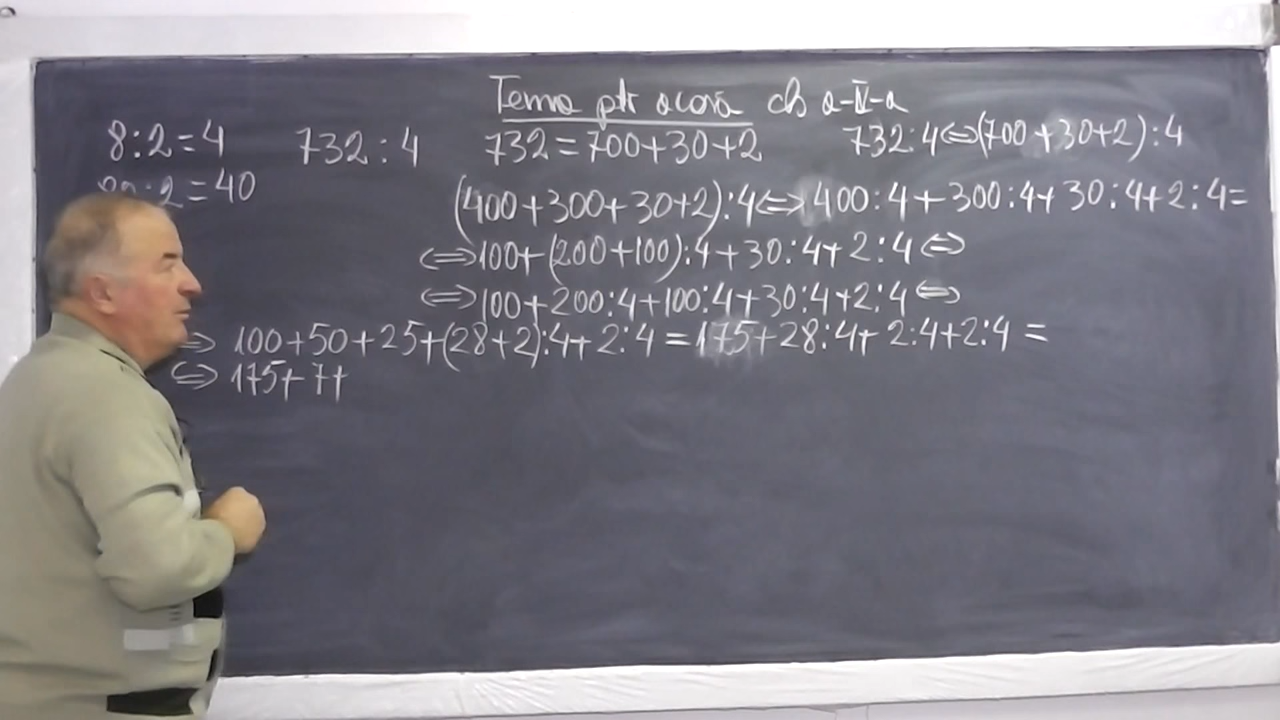 Tema ptr acasă cls a-IV-a
8:2=4 732:4 732=700+30+2 732:4⇔(700+30+2):4
:2=40 (400+300+30+2):4⇔400:4+300:4+30:4+2:4=
⇔100+(200+100):4+30:4+2:4⇔
⇔100+200:4+100:4+30:4+2:4⇔
⇒ 100+50+25+(28+2):4+2:4=175+28:4+2:4+2:4=
⇔ 175+7+